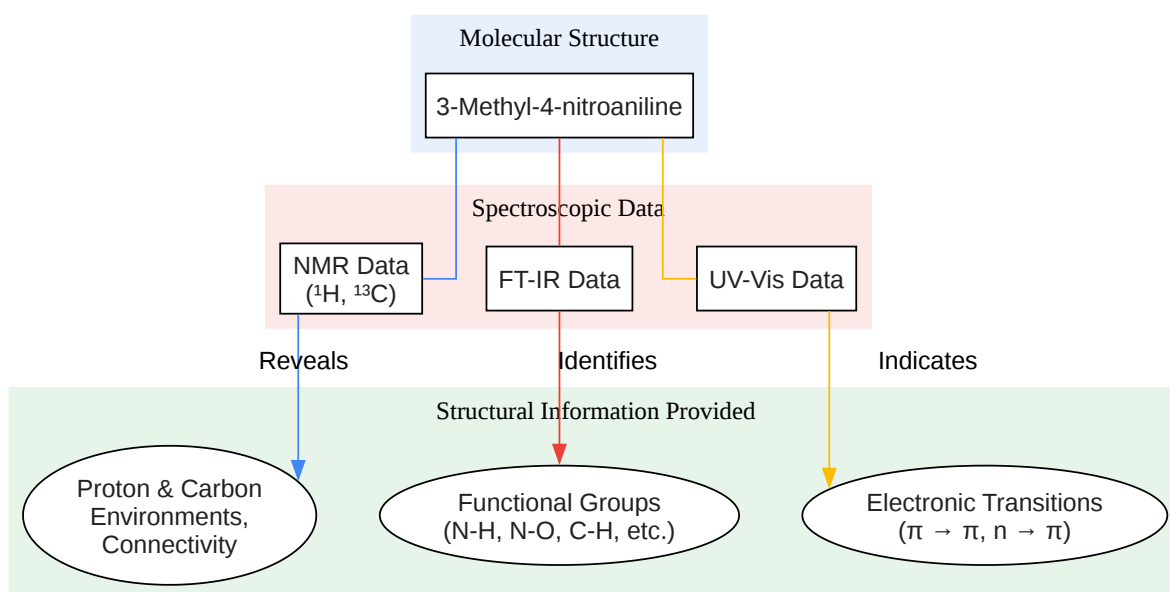 Molecular Structure
3-Methyl-4-nitroaniline
Spectroscopic Data
NMR Data
(¹H, ¹³C)
FT-IR Data
UV-Vis Data
Reveals
Identifies
Indicates
Structural Information Provided
Proton & Carbon
Environments,
Connectivity
Functional Groups
(N-H, N-O, C-H, etc.)
Electronic Transitions
(π → π, n → π)